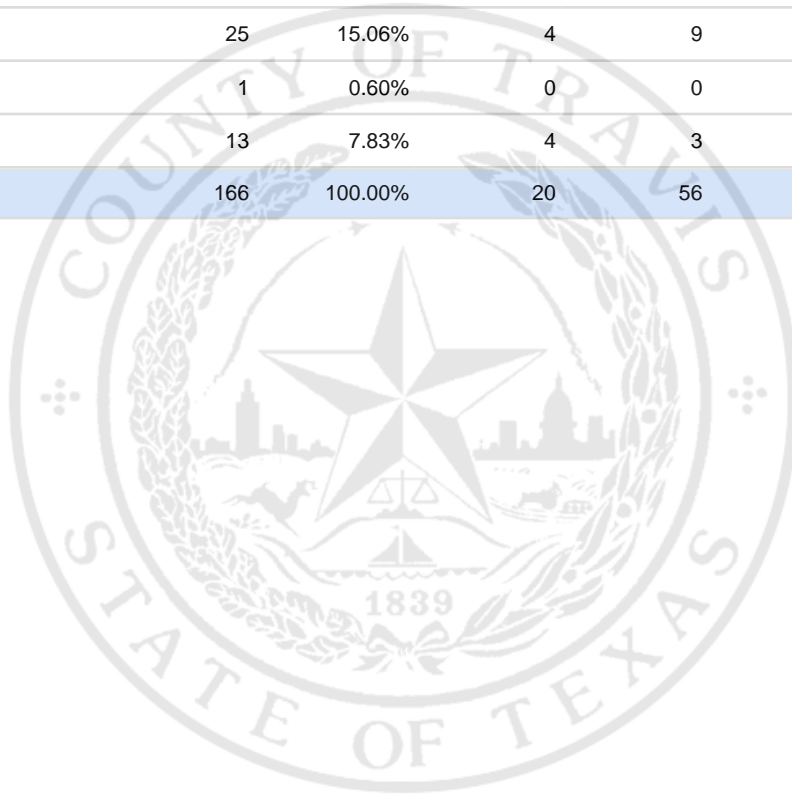 25 15.06% 4 9
1 0.60% 0 0
13 7.83% 4 3
166 100.00% 20 56
COUNTY OF TRAVIS
1839
STATE OF TEXAS